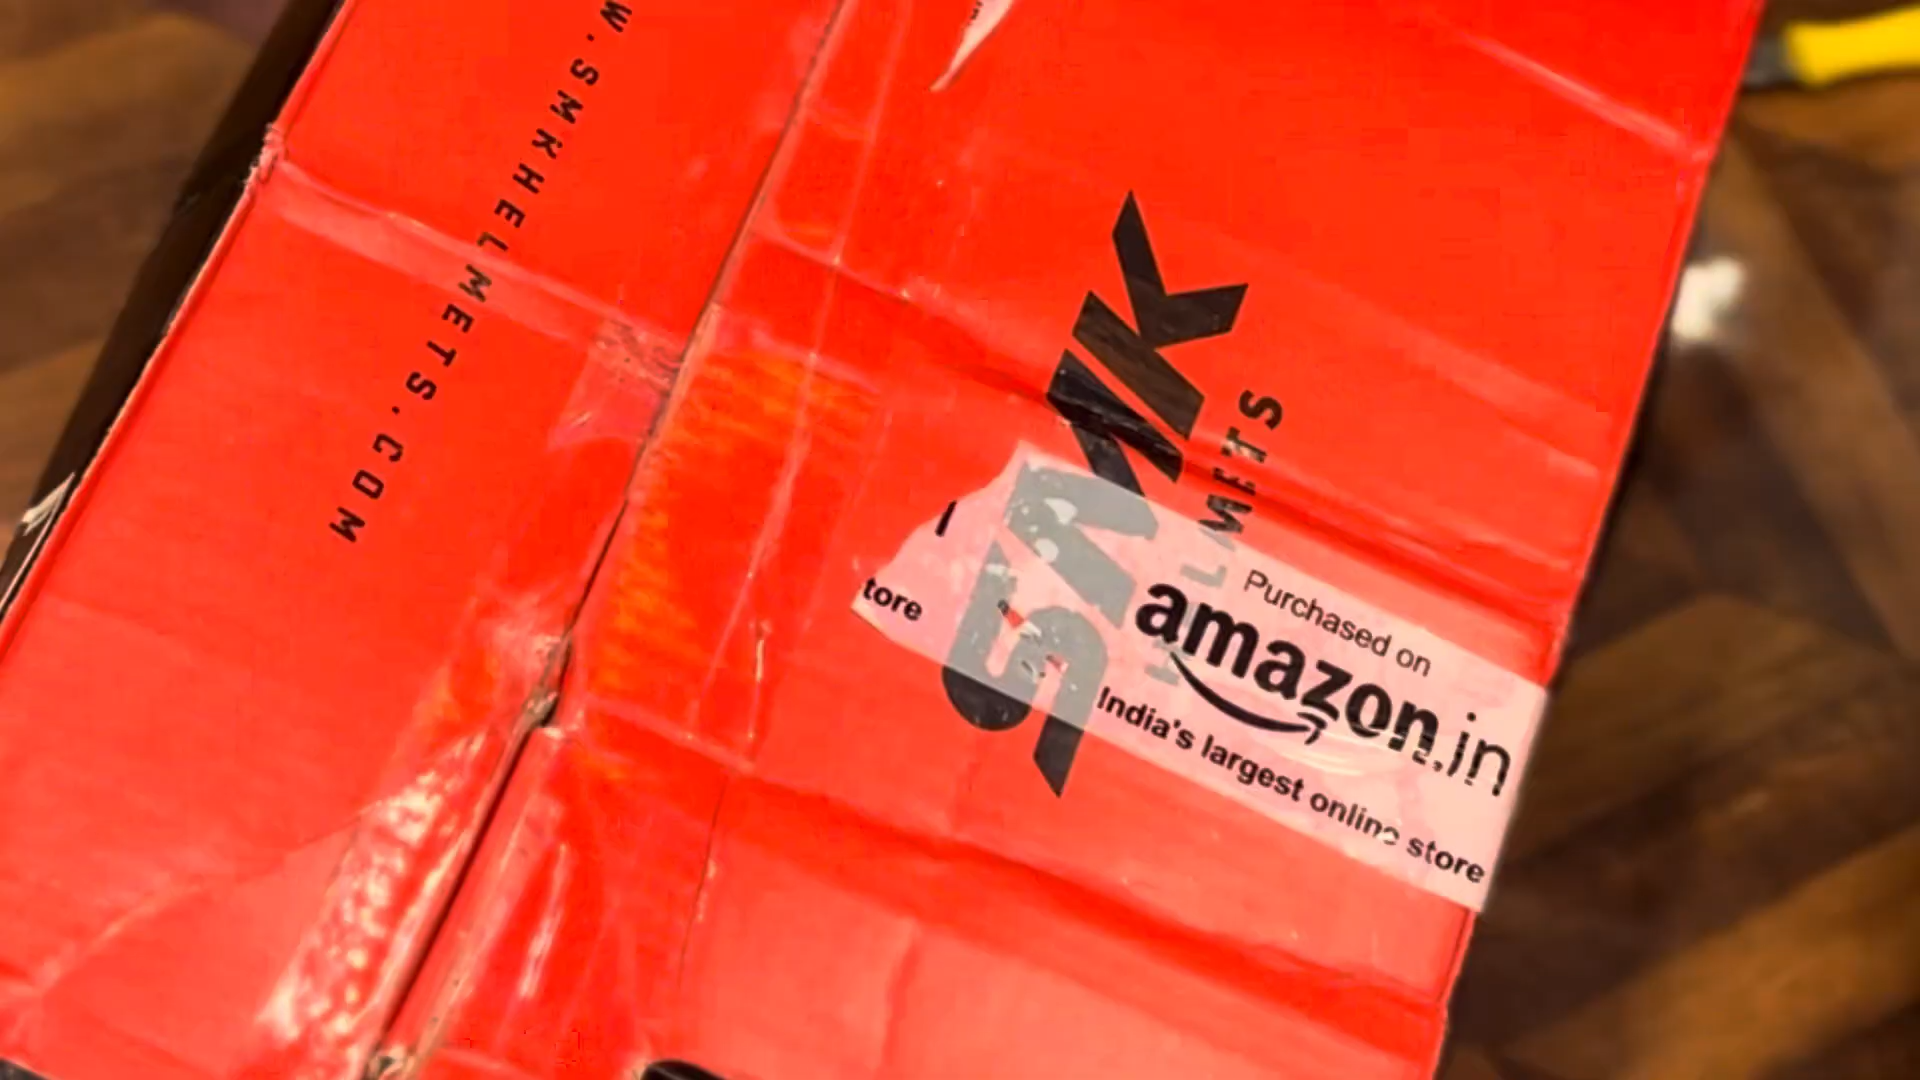 W.SMKHELMETS.COM
SMK
HELMETS
tore
Purchased on
amazon.in
India's largest online store